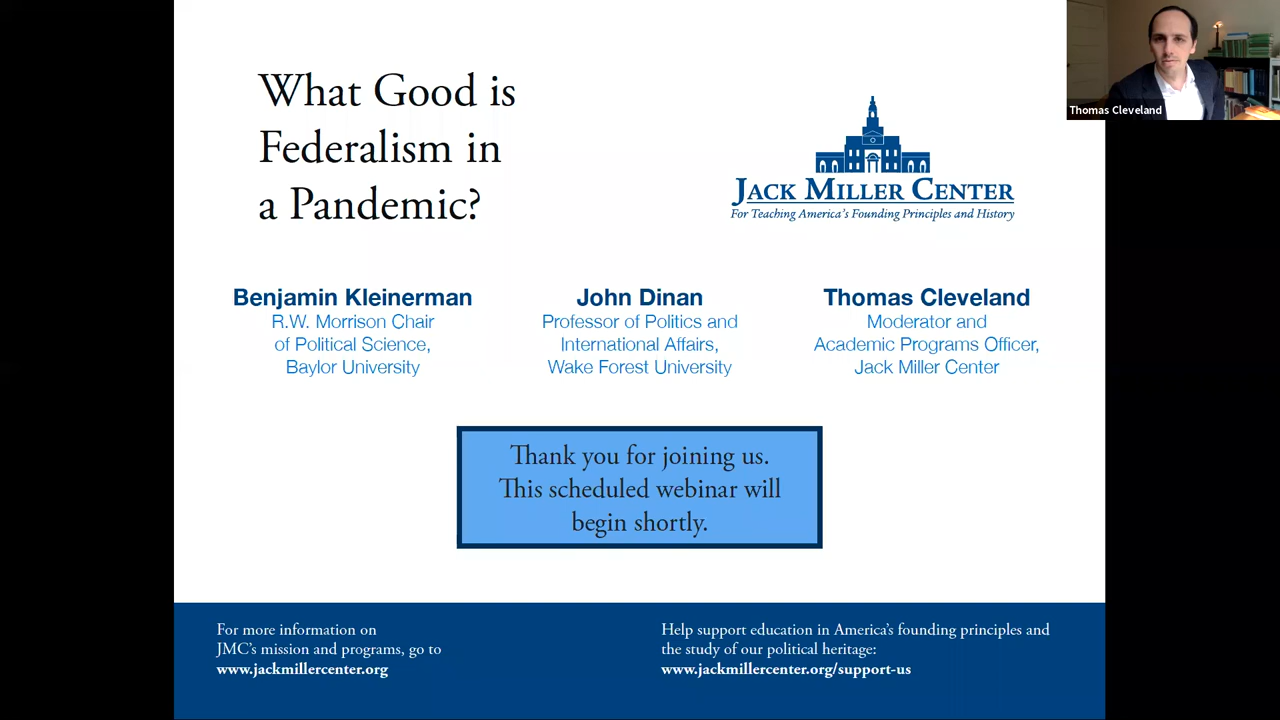 What Good is
Federalism in
a Pandemic?
JACK MILLER CENTER
For Teaching America's Founding Principles and History
Thomas Cleveland
Benjamin Kleinerman
R.W. Morrison Chair
of Political Science,
Baylor University
John Dinan
Professor of Politics and
International Affairs,
Wake Forest University
Thomas Cleveland
Moderator and
Academic Programs Officer,
Jack Miller Center
Thank you for joining us.
This scheduled webinar will
begin shortly.
For more information on
JMC's mission and programs, go to
www.jackmillercenter.org
Help support education in America's founding principles and
the study of our political heritage:
www.jackmillercenter.org/support-us